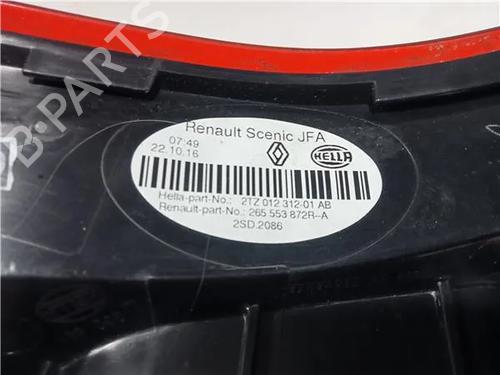 Renault Scenic JFA
07:49
22.10.16
HELLA
Hella-part-No.: 2TZ 012 312-01 AB
Renault-part-No.: 265 553 872R--A
2SD.2086